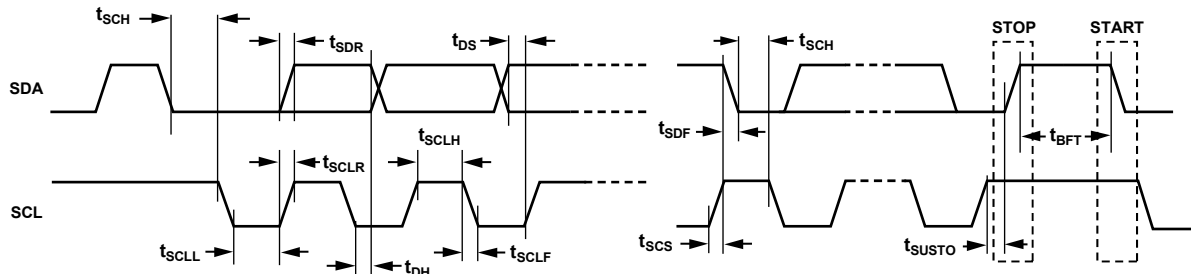 tSCH
tSDR
tDS
tSCH
STOP
START
SDA
tSDF
tBFT
tSCLR
tSCLH
SCL
tSCLL
tDH
tSCLF
tSCS
tSUSTO